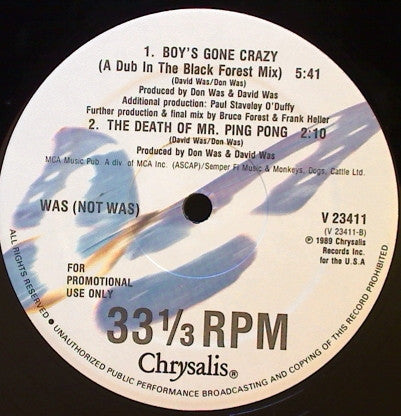 1. BOY'S GONE CRAZY
(A Dub In The Black Forest Mix) 5:41
(David Was/Don Was)
Produced by Don Was & David Was
Additional production: Paul Staveley O'Duffy
Further production & final mix by Bruce Forest & Frank Heller
2. THE DEATH OF MR. PING PONG 2:10
(David Was/Don Was)
Produced by Don Was & David Was
MCA Music Pub. A div. of MCA Inc. (ASCAP)/Semper Fi Music & Monkeys, Dogs, Cattle Ltd.
WAS (NOT WAS)
V 23411
(V 23411-B)
℗ 1989 Chrysalis
Records Inc.
for the U.S.A
FOR
PROMOTIONAL
USE ONLY
33⅓ RPM
Chrysalis®
ALL RIGHTS RESERVED • UNAUTHORIZED PUBLIC PERFORMANCE BROADCASTING AND COPYING OF THIS RECORD PROHIBITED